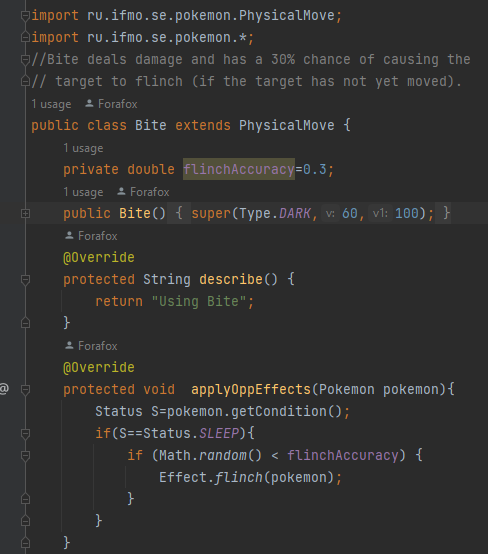 import ru.ifmo.se.pokemon.PhysicalMove;
import ru.ifmo.se.pokemon.*;
//Bite deals damage and has a 30% chance of causing the
// target to flinch (if the target has not yet moved).
1 usage Forafox
public class Bite extends PhysicalMove {
1 usage
private double flinchAccuracy=0.3;
1 usage Forafox
public Bite() { super(Type.DARK, v: 60, v1: 100); }
Forafox
@Override
protected String describe() {
return "Using Bite";
}
Forafox
@Override
@
protected void applyOppEffects(Pokemon pokemon){
Status S=pokemon.getCondition();
if(S==Status.SLEEP){
if (Math.random() < flinchAccuracy) {
Effect.flinch(pokemon);
}
}
}